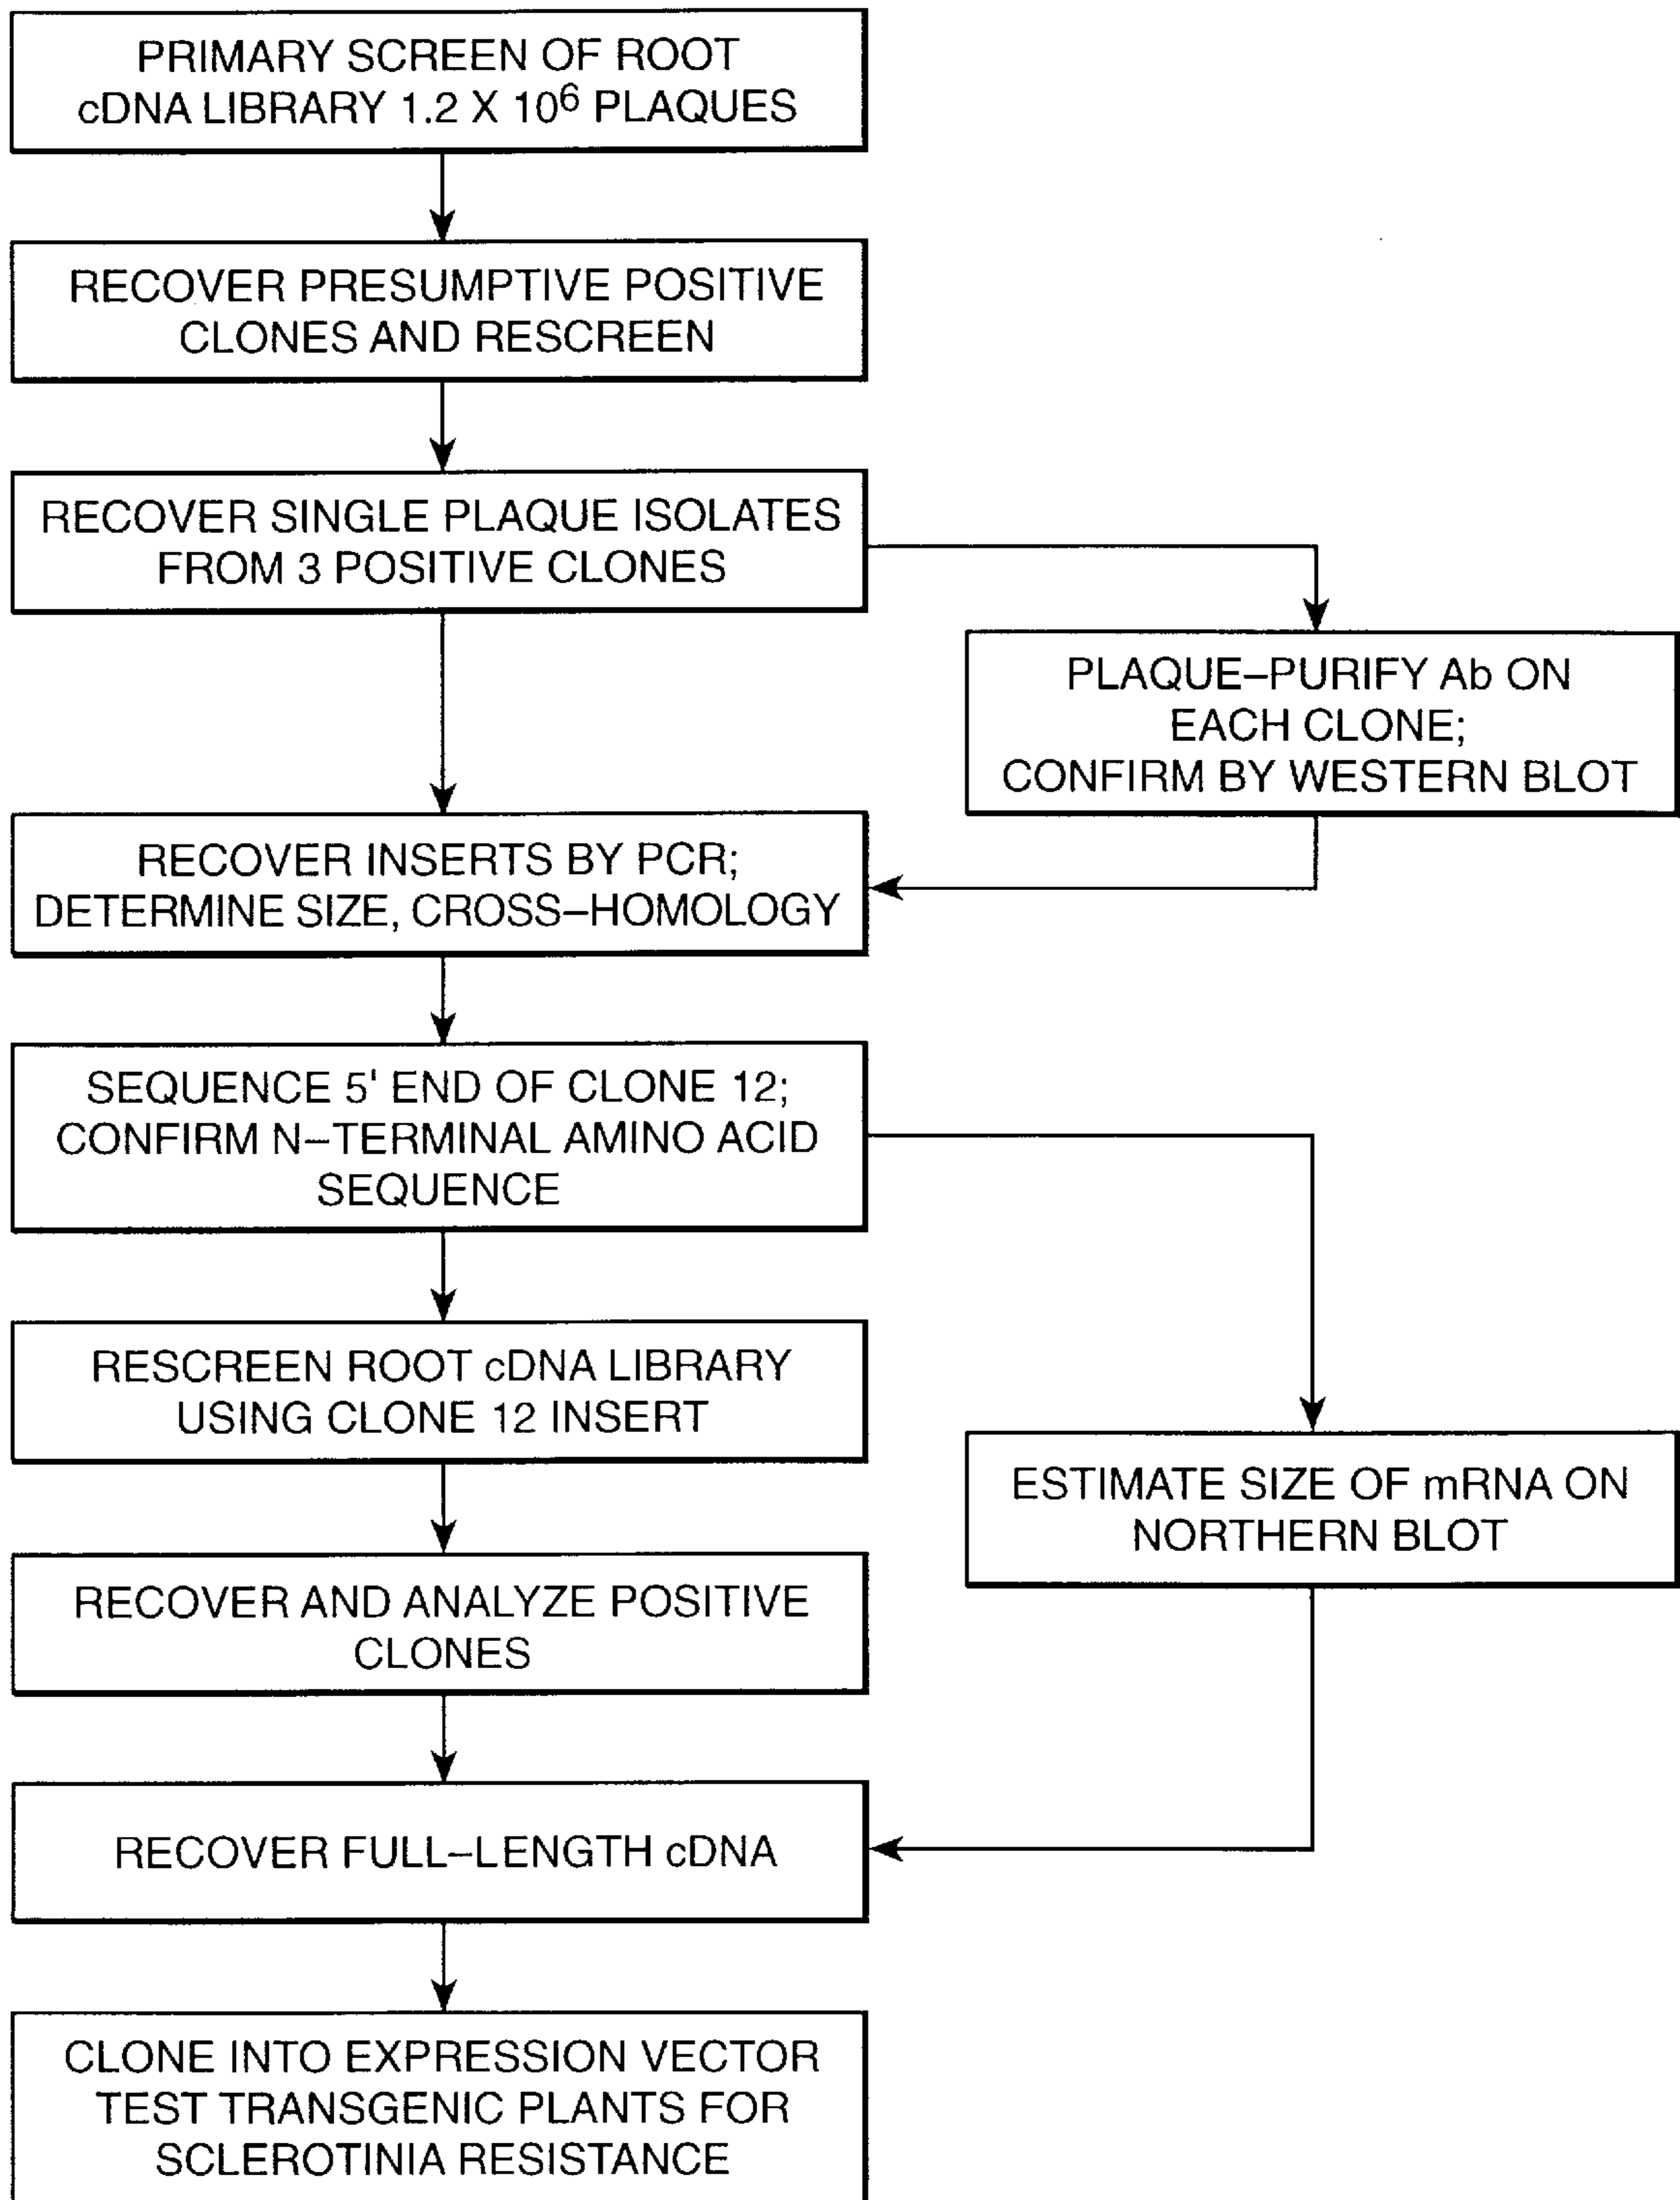 PRIMARY SCREEN OF ROOT
cDNA LIBRARY 1.2 X 10⁶ PLAQUES
RECOVER PRESUMPTIVE POSITIVE
CLONES AND RESCREEN
RECOVER SINGLE PLAQUE ISOLATES
FROM 3 POSITIVE CLONES
PLAQUE–PURIFY Ab ON
EACH CLONE;
CONFIRM BY WESTERN BLOT
RECOVER INSERTS BY PCR;
DETERMINE SIZE, CROSS–HOMOLOGY
SEQUENCE 5' END OF CLONE 12;
CONFIRM N–TERMINAL AMINO ACID
SEQUENCE
RESCREEN ROOT cDNA LIBRARY
USING CLONE 12 INSERT
ESTIMATE SIZE OF mRNA ON
NORTHERN BLOT
RECOVER AND ANALYZE POSITIVE
CLONES
RECOVER FULL–LENGTH cDNA
CLONE INTO EXPRESSION VECTOR
TEST TRANSGENIC PLANTS FOR
SCLEROTINIA RESISTANCE